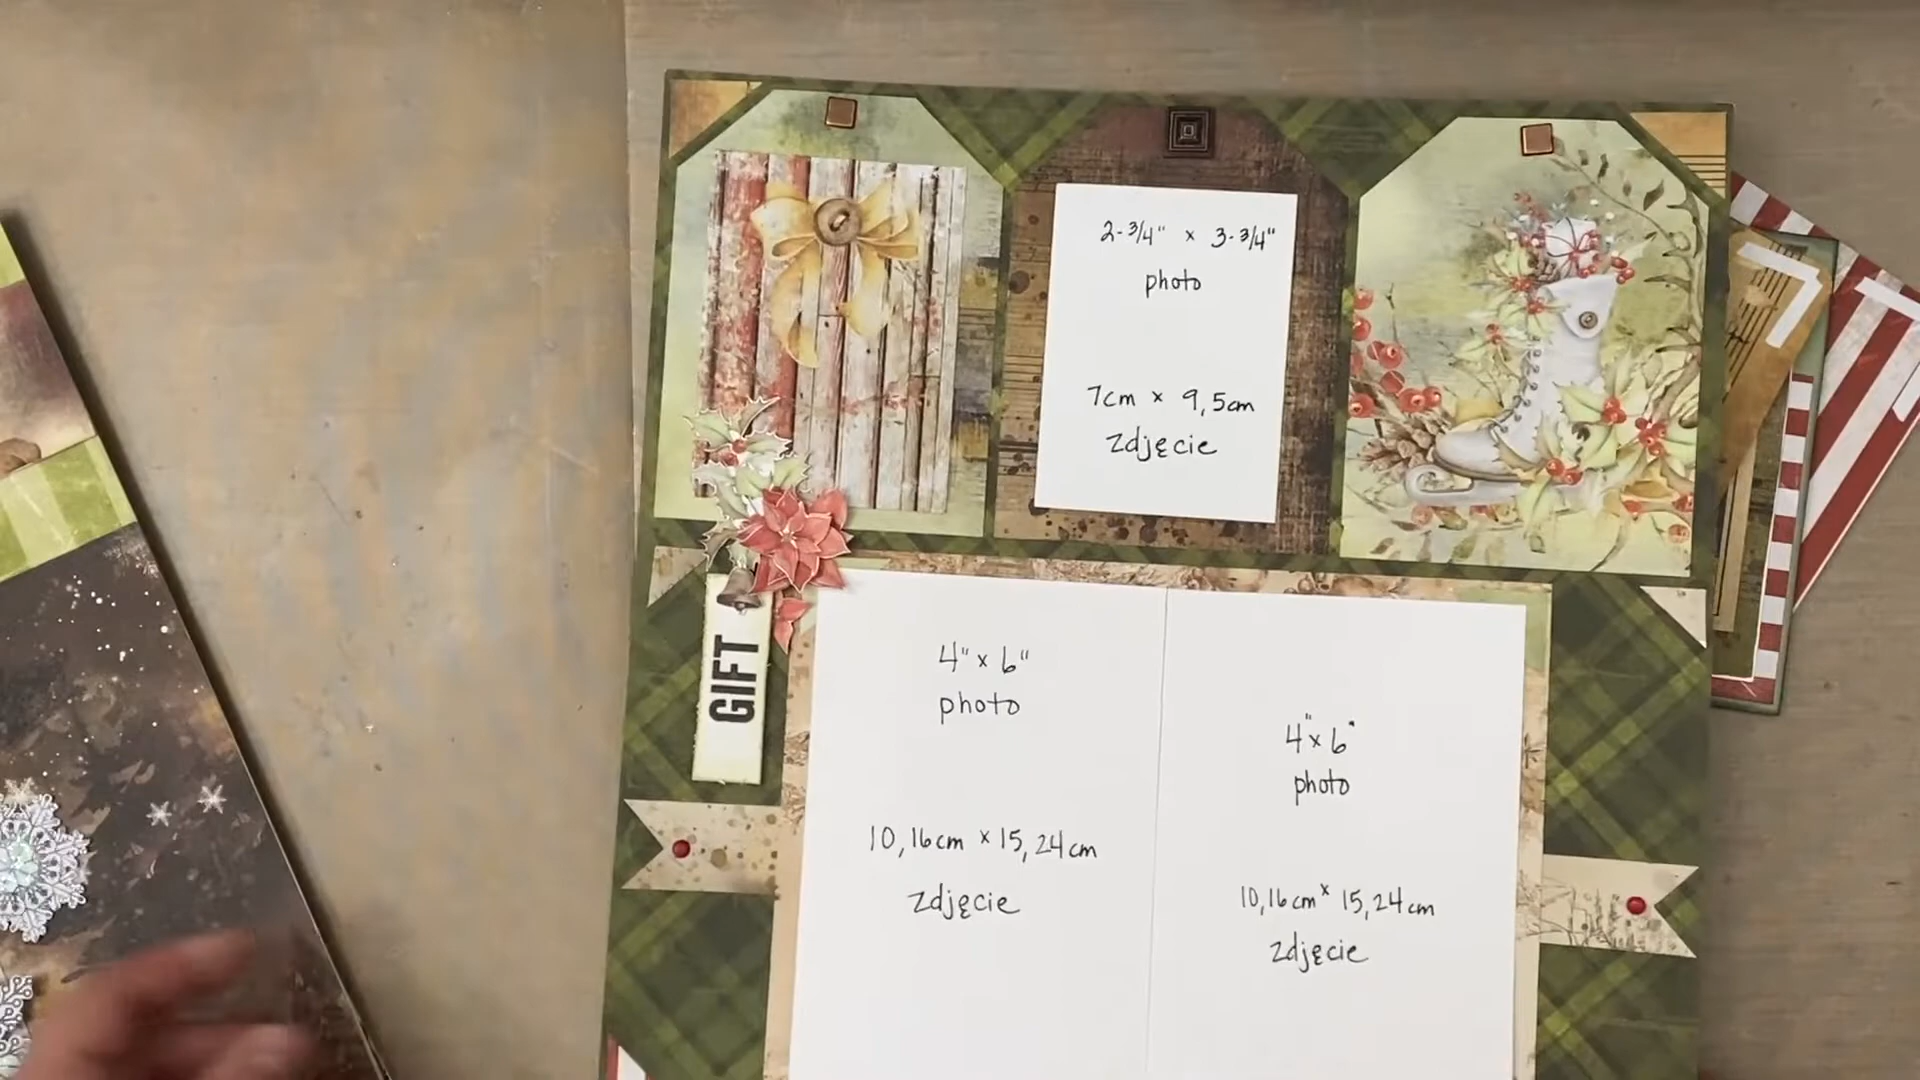 2-3/4" x 3-3/4"
photo
7cm x 9,5cm
Zdjęcie
GIFT
4" x 6"
photo
10,16cm x 15,24cm
Zdjęcie
4" x 6"
photo
10,16cm x 15,24cm
Zdjęcie